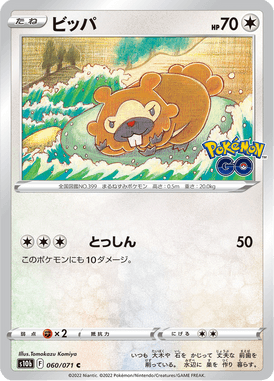 たね ビッパ HP70
Pokémon GO
全国図鑑NO.399 まるねずみポケモン 高さ：0.5m 重さ：20.0kg
とっしん 50
このポケモンにも10ダメージ。
弱点 ×2 抵抗力 にげる
Illus.Tomokazu Komiya
s10b F 060/071 C
いつも 大木や 石を かじって 丈夫な
前歯を 削っている。 水辺に 巣を 作り 暮らす。
©2022 Pokémon/Nintendo/Creatures/GAME FREAK.